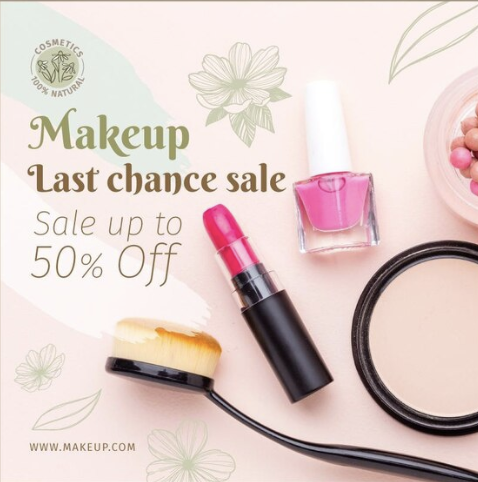 COSMETICS
100% NATURAL
Makeup
Last chance sale
Sale up to
50% Off
WWW.MAKEUP.COM